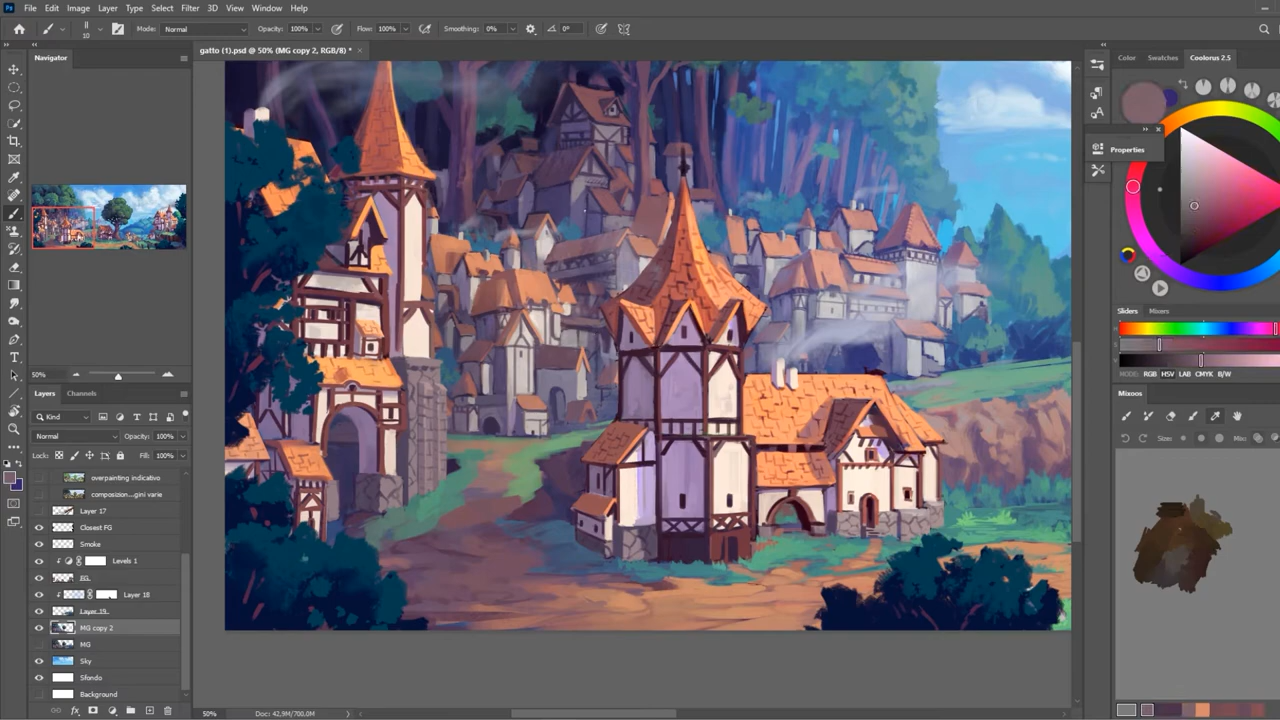 Ps File Edit Image Layer Type Select Filter 3D View Window Help
10 Mode: Normal Opacity: 100% Flow: 100% Smoothing: 0% 0°
gatto (1).psd @ 50% (MG copy 2, RGB/8) * ×
Navigator
50%
Layers Channels
Kind
Normal Opacity: 100%
Lock: Fill: 100%
overpainting indicativo
composizion...gini varie
Layer 17
Closest FG
Smoke
Levels 1
FG
Layer 18
Layer 19
MG copy 2
MG
Sky
Sfondo
Background
50% Doc: 42,9M/700,0M
Color Swatches Coolorus 2.5
Properties
Sliders Mixers
H
S
V
MODE: RGB HSV LAB CMYK B/W
Mixoos
Size: Mix: